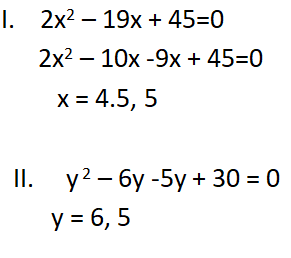 I. 2x² – 19x + 45=0
2x² – 10x -9x + 45=0
x = 4.5, 5
II. y² – 6y -5y + 30 = 0
y = 6, 5